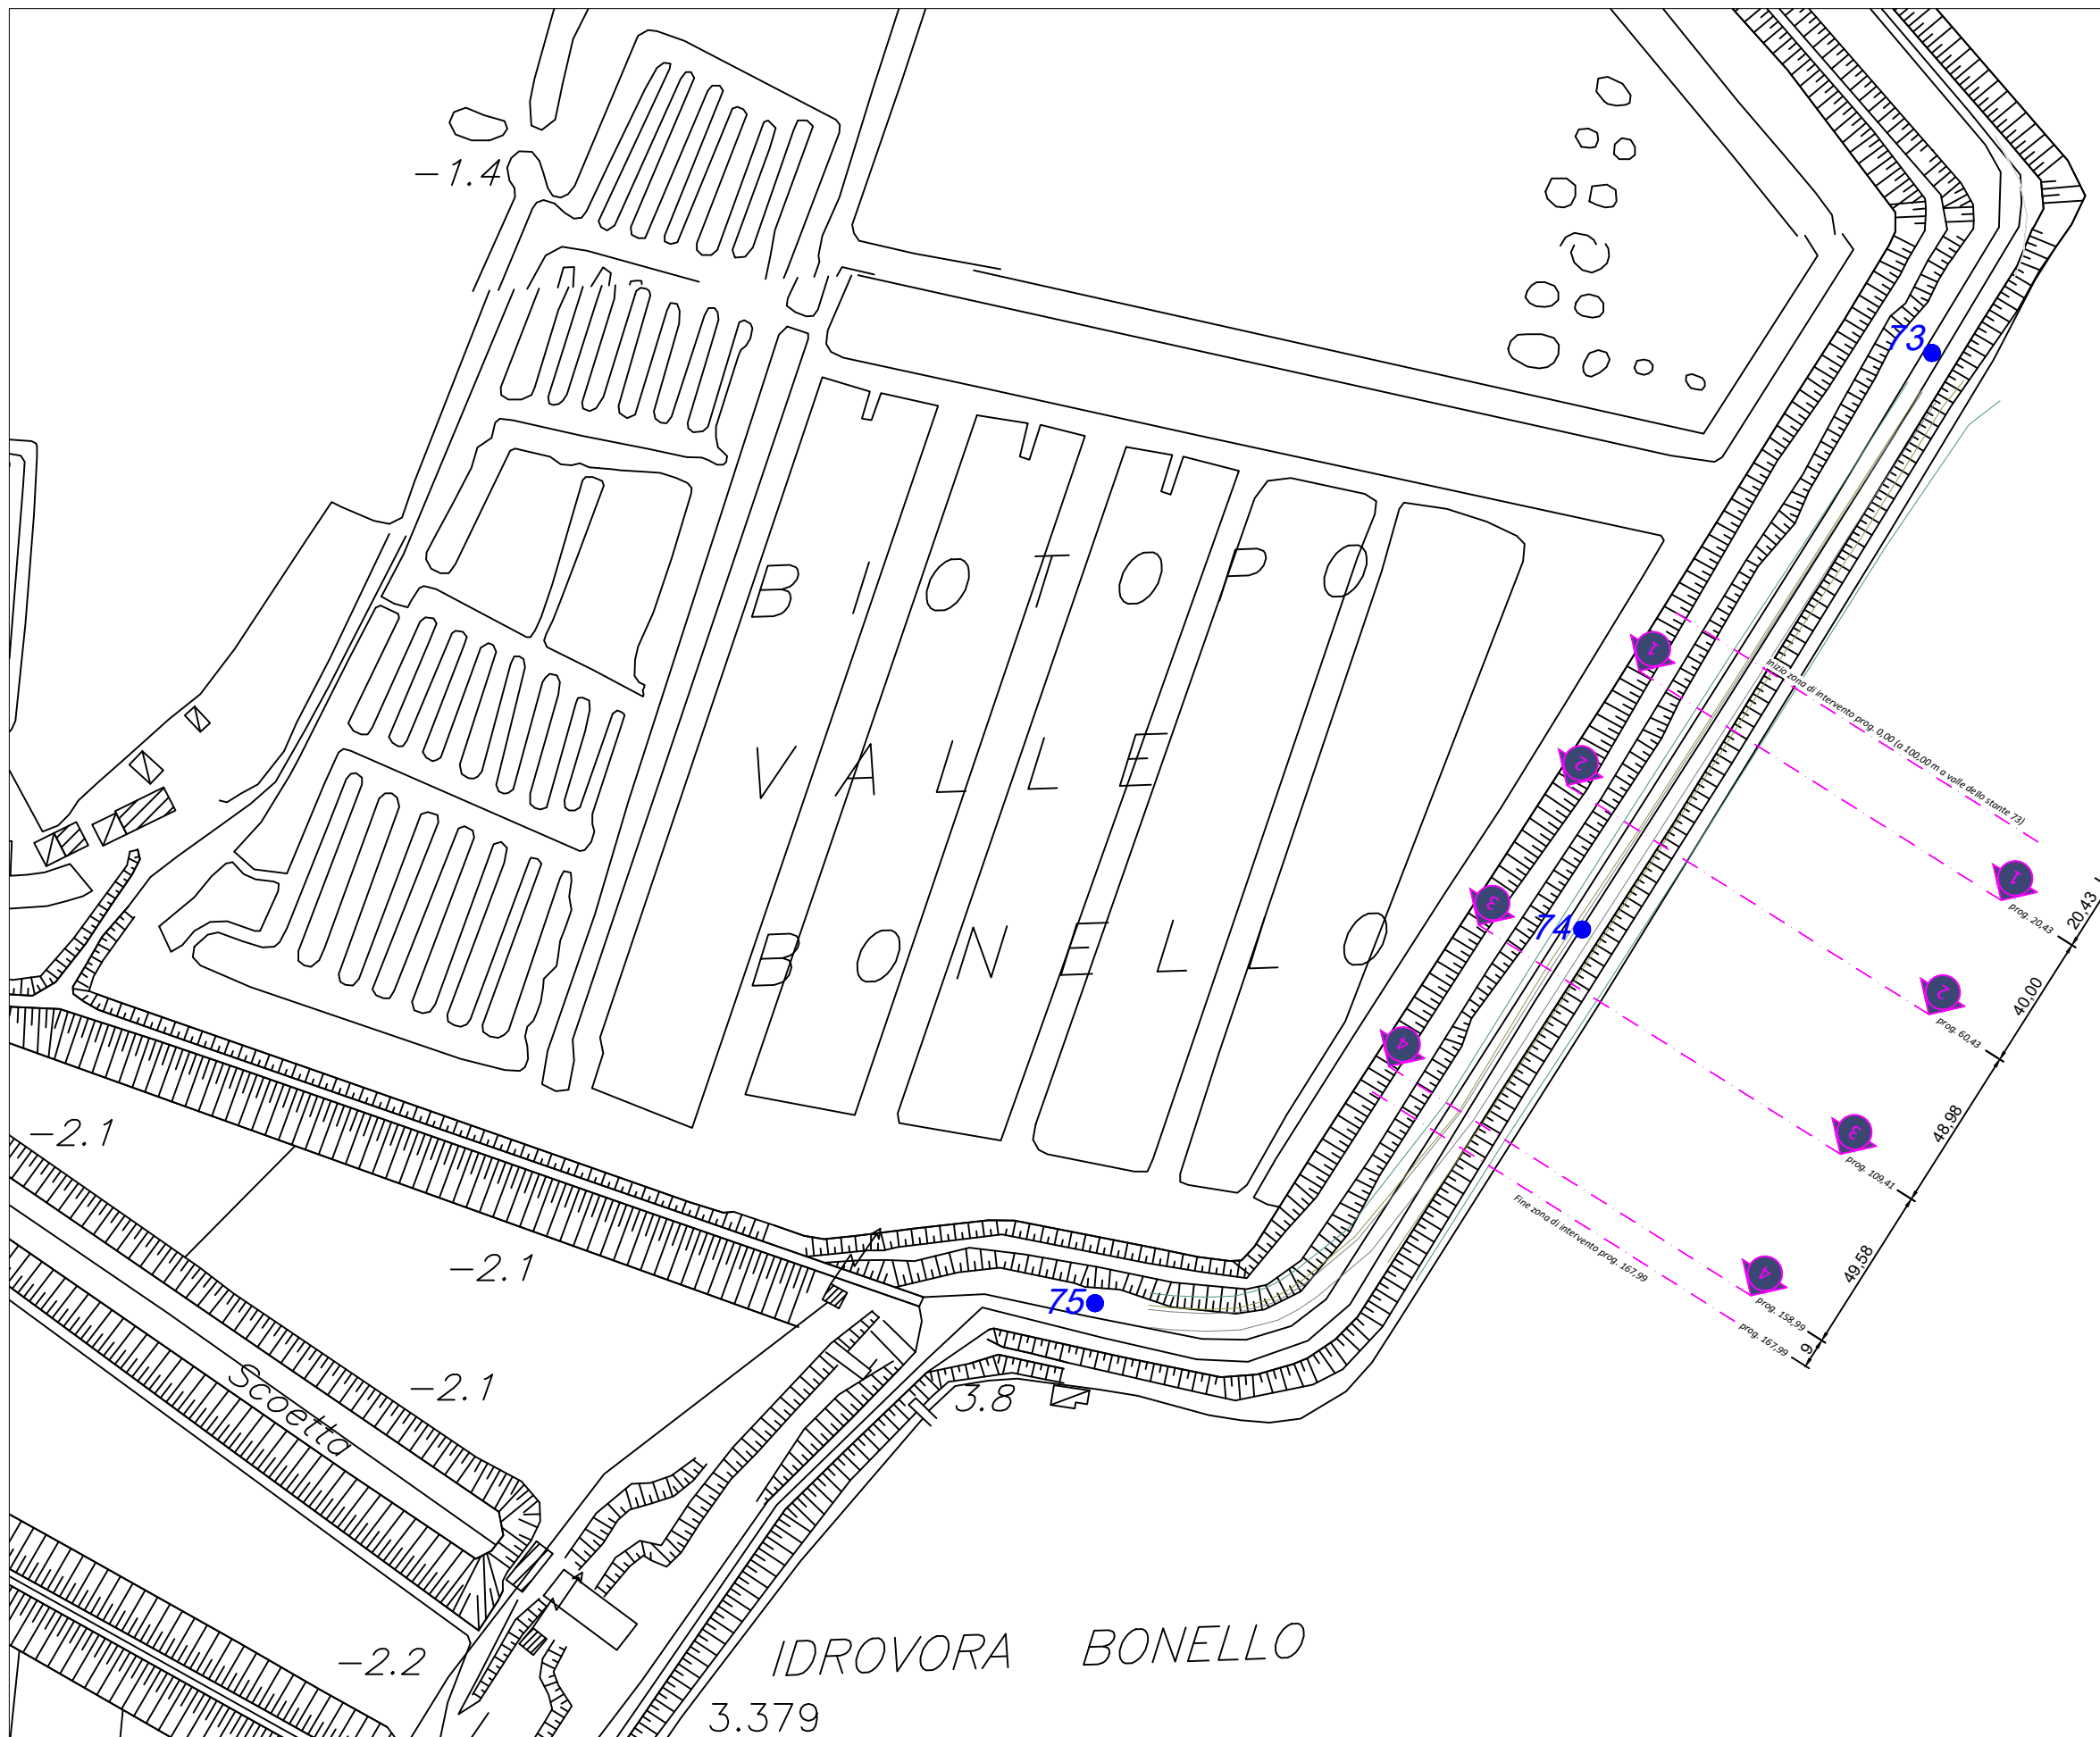 -1.4
73
BIOTOPO
1
Inizio zona di intervento prog. 0,00 (a 100,00 m a valle dello stante 73)
VALLE
2
1
prog. 20,43
20,43
3
74
BONELLO
2
prog. 60,43
40,00
4
3
prog. 109,41
48,98
-2.1
-2.1
Fine zona di intervento prog. 167,99
4
prog. 158,99
49,58
75
prog. 167,99
9
-2.1
3.8
Scoetta
-2.2
IDROVORA BONELLO
3.379